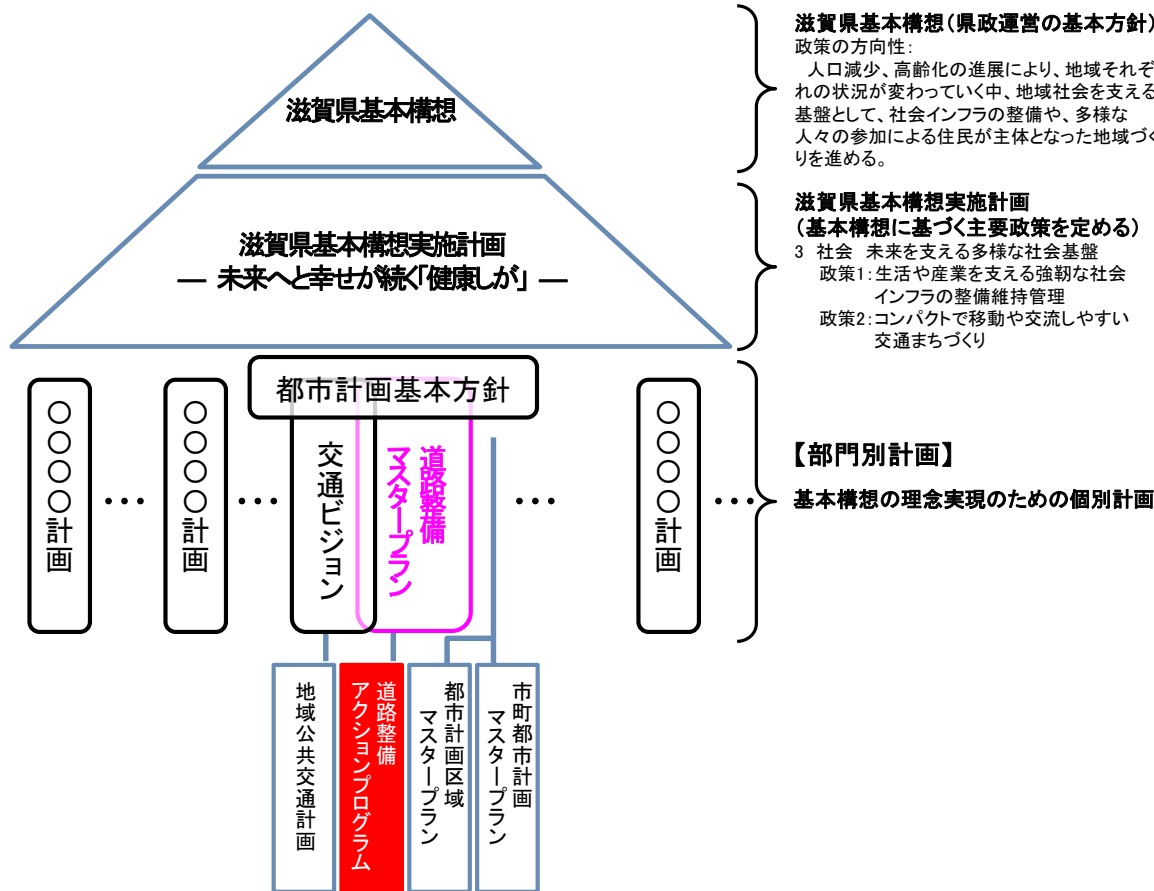 滋賀県基本構想
滋賀県基本構想実施計画
― 未来へと幸せが続く「健康しが」 ―
滋賀県基本構想(県政運営の基本方針)
政策の方向性:
人口減少、高齢化の進展により、地域それぞ
れの状況が変わっていく中、地域社会を支える
基盤として、社会インフラの整備や、多様な
人々の参加による住民が主体となった地域づく
りを進める。
滋賀県基本構想実施計画
(基本構想に基づく主要政策を定める)
3 社会 未来を支える多様な社会基盤
政策1:生活や産業を支える強靭な社会
インフラの整備維持管理
政策2:コンパクトで移動や交流しやすい
交通まちづくり
都市計画基本方針
○○○○計画
…
○○○○計画
…
交通ビジョン
道路整備
マスタープラン
…
○○○○計画
…
【部門別計画】
基本構想の理念実現のための個別計画
地域公共交通計画
道路整備
アクションプログラム
都市計画区域
マスタープラン
市町都市計画
マスタープラン